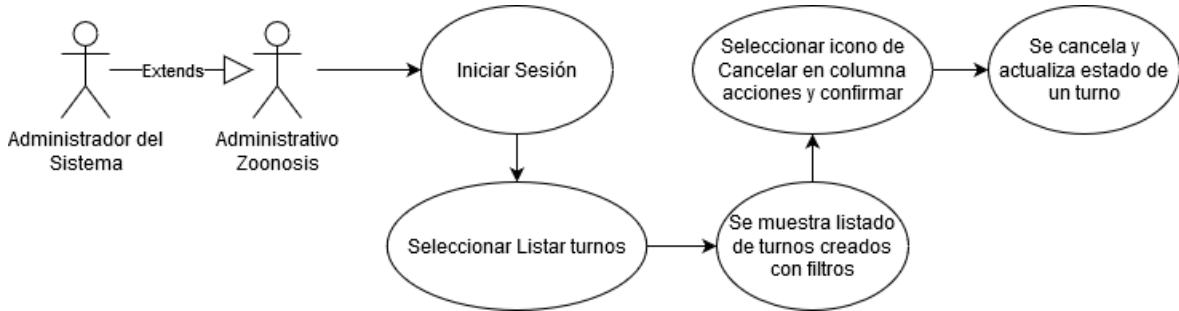 Extends
Administrador del
Sistema
Administrativo
Zoonosis
Iniciar Sesión
Seleccionar Listar turnos
Se muestra listado
de turnos creados
con filtros
Seleccionar icono de
Cancelar en columna
acciones y confirmar
Se cancela y
actualiza estado de
un turno